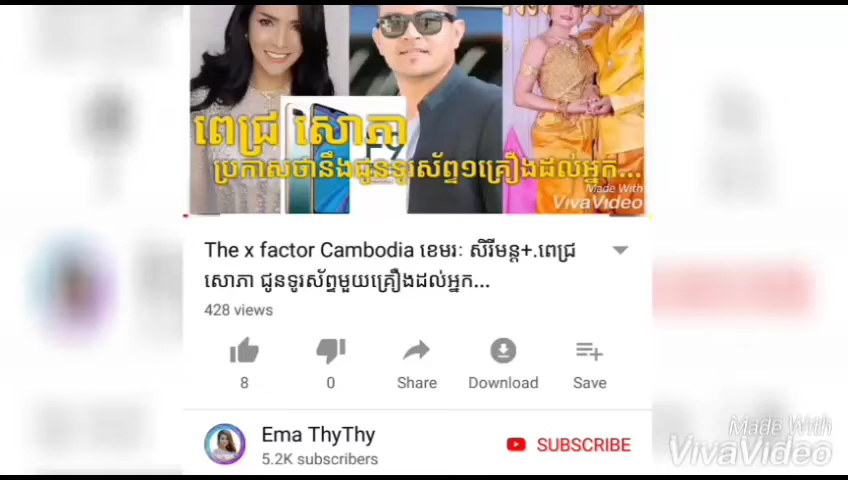 ពេជ្រ សោភា
F9
ប្រកាសថានឹងជូនទូរស័ព្ទ១គ្រឿងដល់អ្នក...
Made With
VivaVideo
The x factor Cambodia ខេមរៈ សិរីមន្ត+.ពេជ្រ
សោភា ជូនទូរស័ព្ទមួយគ្រឿងដល់អ្នក...
428 views
8
0
Share
Download
Save
Ema ThyThy
SUBSCRIBE
5.2K subscribers
Made With
VivaVideo